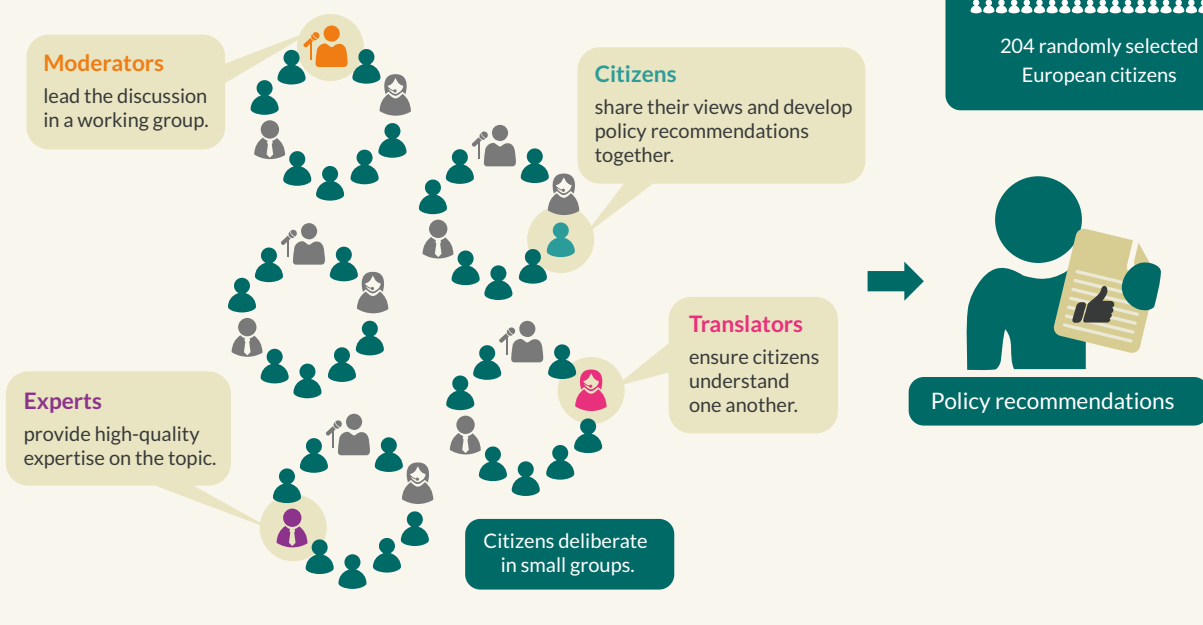 Moderators
lead the discussion
in a working group.
Citizens
share their views and develop
policy recommendations
together.
204 randomly selected
European citizens
Translators
ensure citizens
understand
one another.
Policy recommendations
Experts
provide high-quality
expertise on the topic.
Citizens deliberate
in small groups.